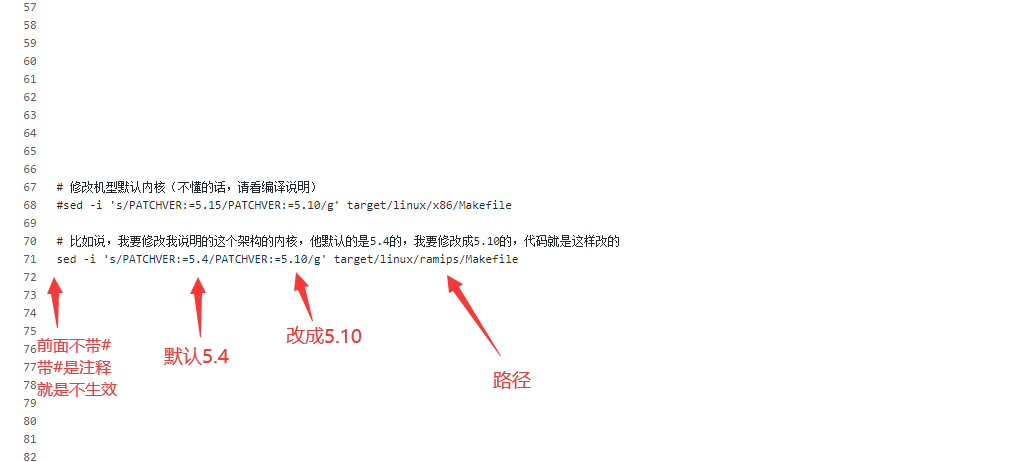 57
58
59
60
61
62
63
64
65
66
67 # 修改机型默认内核（不懂的话，请看编译说明）
68 #sed -i 's/PATCHVER:=5.15/PATCHVER:=5.10/g' target/linux/x86/Makefile
69
70 # 比如说，我要修改我说明的这个架构的内核，他默认的是5.4的，我要修改成5.10的，代码就是这样改的
71 sed -i 's/PATCHVER:=5.4/PATCHVER:=5.10/g' target/linux/ramips/Makefile
72
73
74
75
76
77
78
79
80
81
82
前面不带#
带#是注释
就是不生效
默认5.4
改成5.10
路径